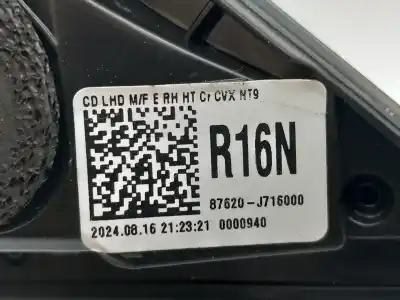 CD LHD M/F E RH HT Cr CVX NT9
R16N
87620-J716000
2024.08.16 21:23:21 0000940